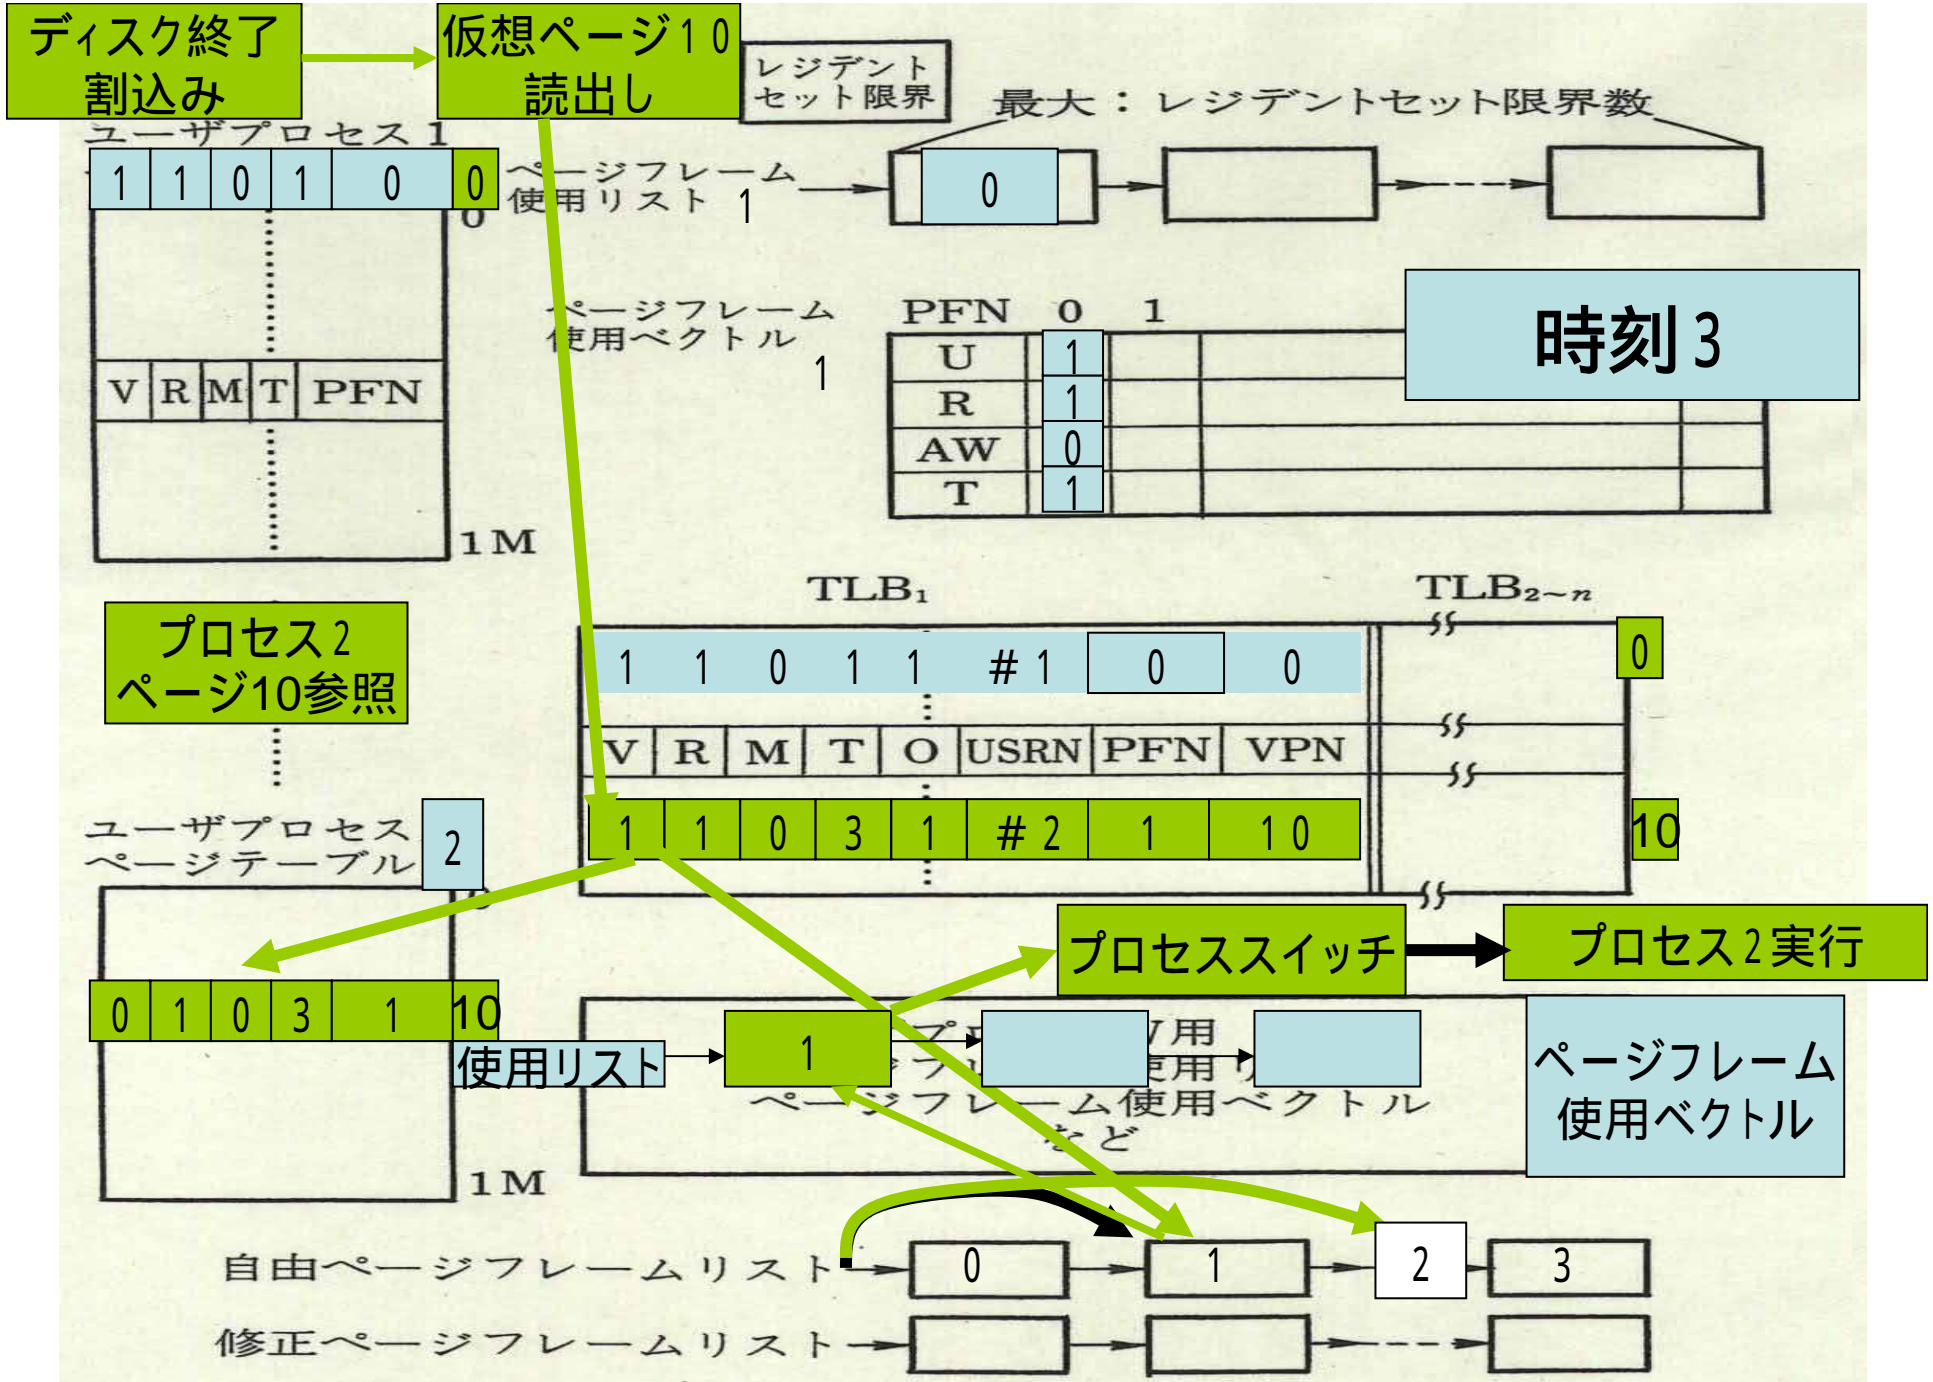 ディスク終了
割込み
仮想ページ10
読出し
レジデント
セット限界
最大：レジデントセット限界数
ユーザプロセス1
1 1 0 1 0 0
0
ページフレーム
使用リスト 1
0
V R M T PFN
1M
ページフレーム
使用ベクトル
1
PFN 0 1
U 1
R 1
AW 0
T 1
時刻3
TLB1
TLB2～n
プロセス2
ページ10参照
1 1 0 1 1 #1 0 0
0
V R M T O USRN PFN VPN
1 1 0 3 1 #2 1 10
10
ユーザプロセス 2
ページテーブル
0 1 0 3 1 10
1M
プロセススイッチ
プロセス2実行
使用リスト
1
ページフレーム使用ベクトル
など
ページフレーム
使用ベクトル
自由ページフレームリスト 0 1 2 3
修正ページフレームリスト